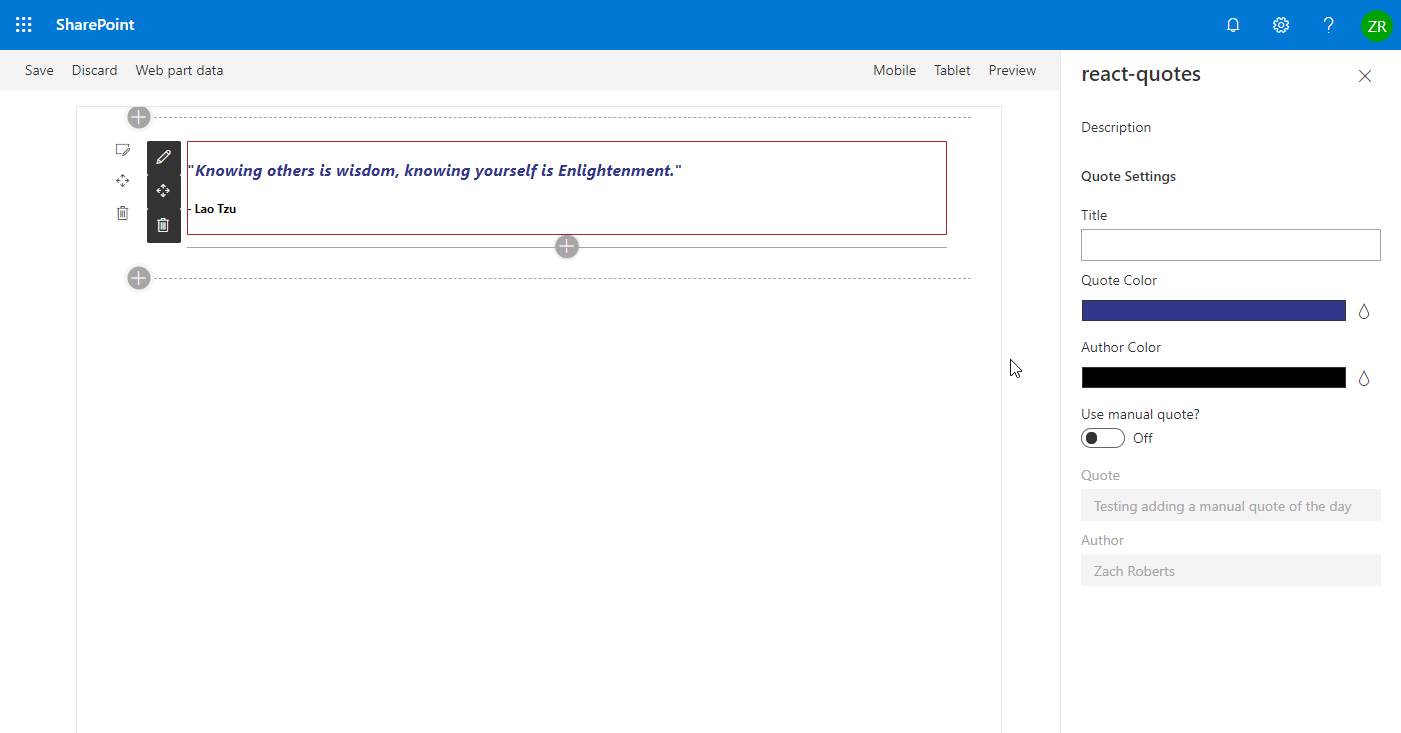 SharePoint
ZR
Save Discard Web part data Mobile Tablet Preview
react-quotes
Description
"Knowing others is wisdom, knowing yourself is Enlightenment."
- Lao Tzu
Quote Settings
Title
Quote Color
Author Color
Use manual quote?
Off
Quote
Testing adding a manual quote of the day
Author
Zach Roberts